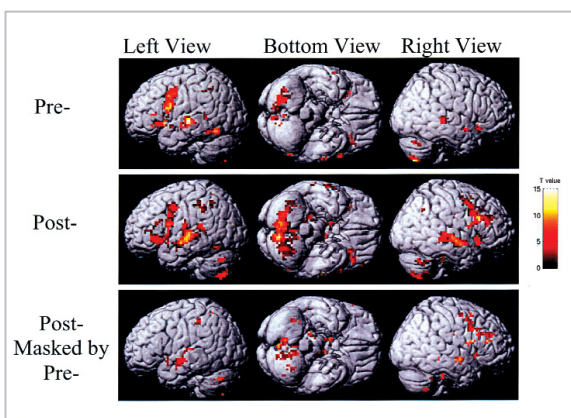 Left View Bottom View Right View
Pre-
Post-
Post-
Masked by
Pre-
T value
15
10
5
0